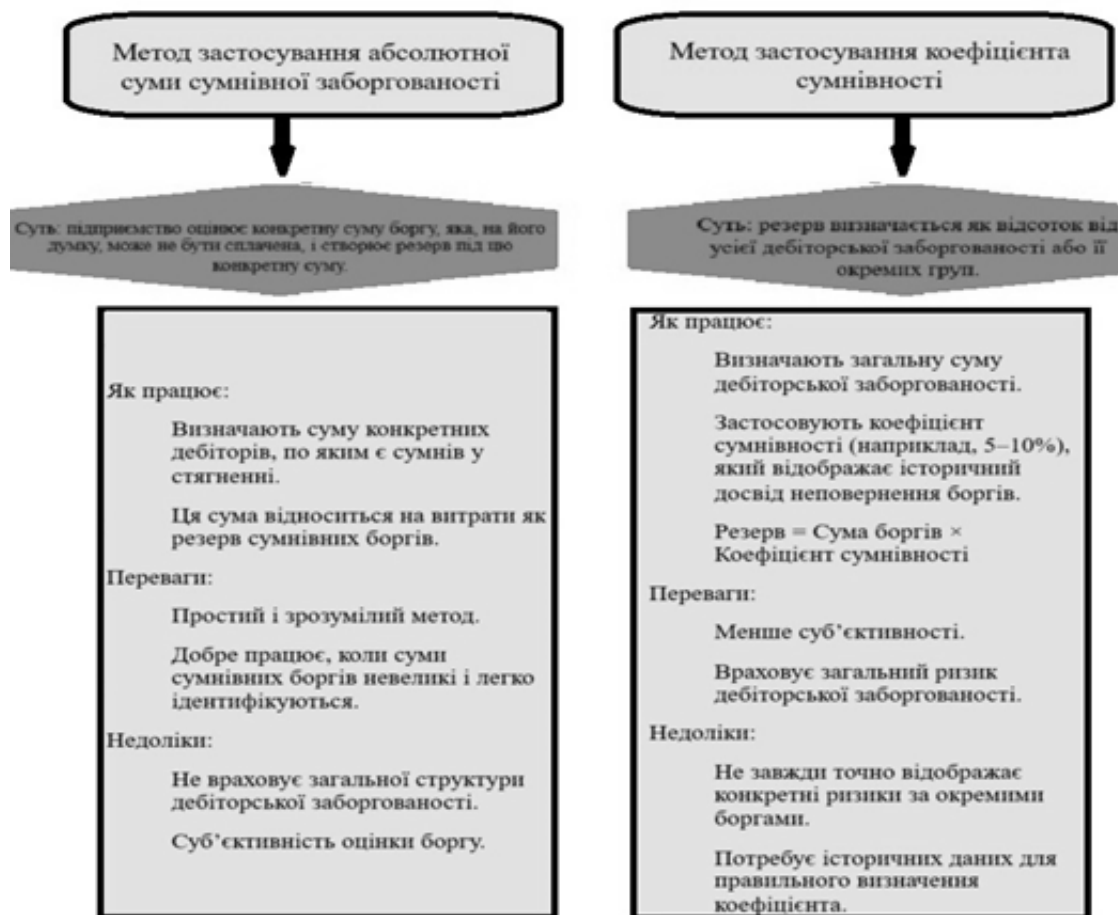 Метод застосування абсолютної
суми сумнівної заборгованості
Суть: підприємство оцінює конкретну суму боргу, яка, на його
думку, може не бути сплачена, і створює резерв під цю
конкретну суму.
Як працює:
Визначають суму конкретних
дебіторів, по яким є сумнів у
стягненні.
Ця сума відноситься на витрати як
резерв сумнівних боргів.
Переваги:
Простий і зрозумілий метод.
Добре працює, коли суми
сумнівних боргів невеликі і легко
ідентифікуються.
Недоліки:
Не враховує загальної структури
дебіторської заборгованості.
Суб’єктивність оцінки боргу.
Метод застосування коефіцієнта
сумнівності
Суть: резерв визначається як відсоток від
усієї дебіторської заборгованості або її
окремих груп.
Як працює:
Визначають загальну суму
дебіторської заборгованості.
Застосовують коефіцієнт
сумнівності (наприклад, 5–10%),
який відображає історичний
досвід неповернення боргів.
Резерв = Сума боргів ×
Коефіцієнт сумнівності
Переваги:
Менше суб’єктивності.
Враховує загальний ризик
дебіторської заборгованості.
Недоліки:
Не завжди точно відображає
конкретні ризики за окремими
боргами.
Потребує історичних даних для
правильного визначення
коефіцієнта.